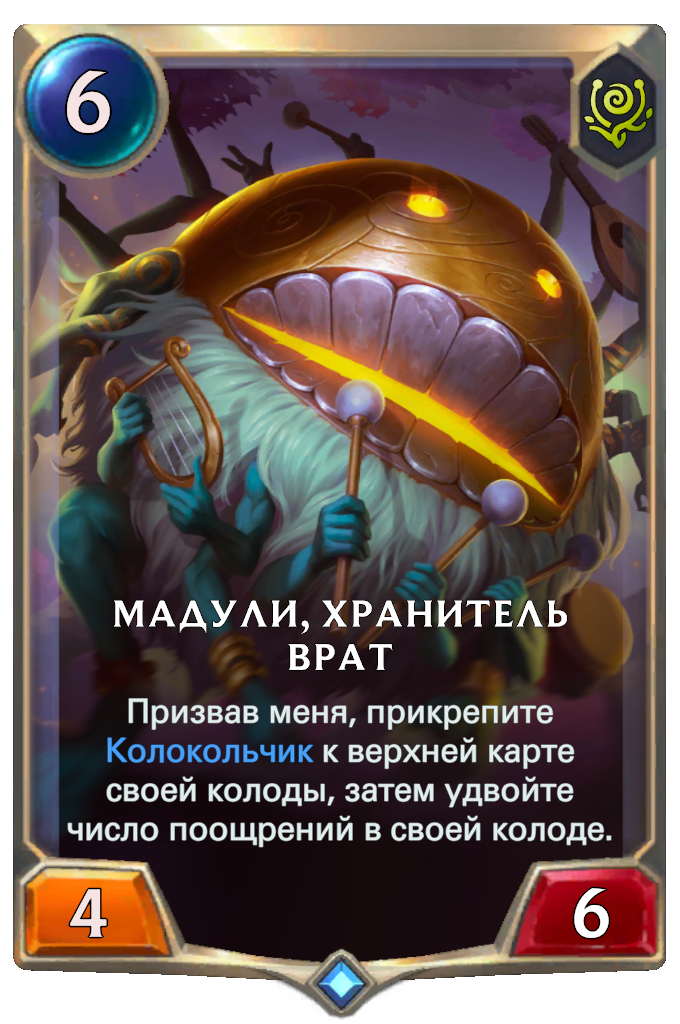 6
МАДУЛИ, ХРАНИТЕЛЬ
ВРАТ
Призвав меня, прикрепите
Колокольчик к верхней карте
своей колоды, затем удвойте
число поощрений в своей колоде.
4
6